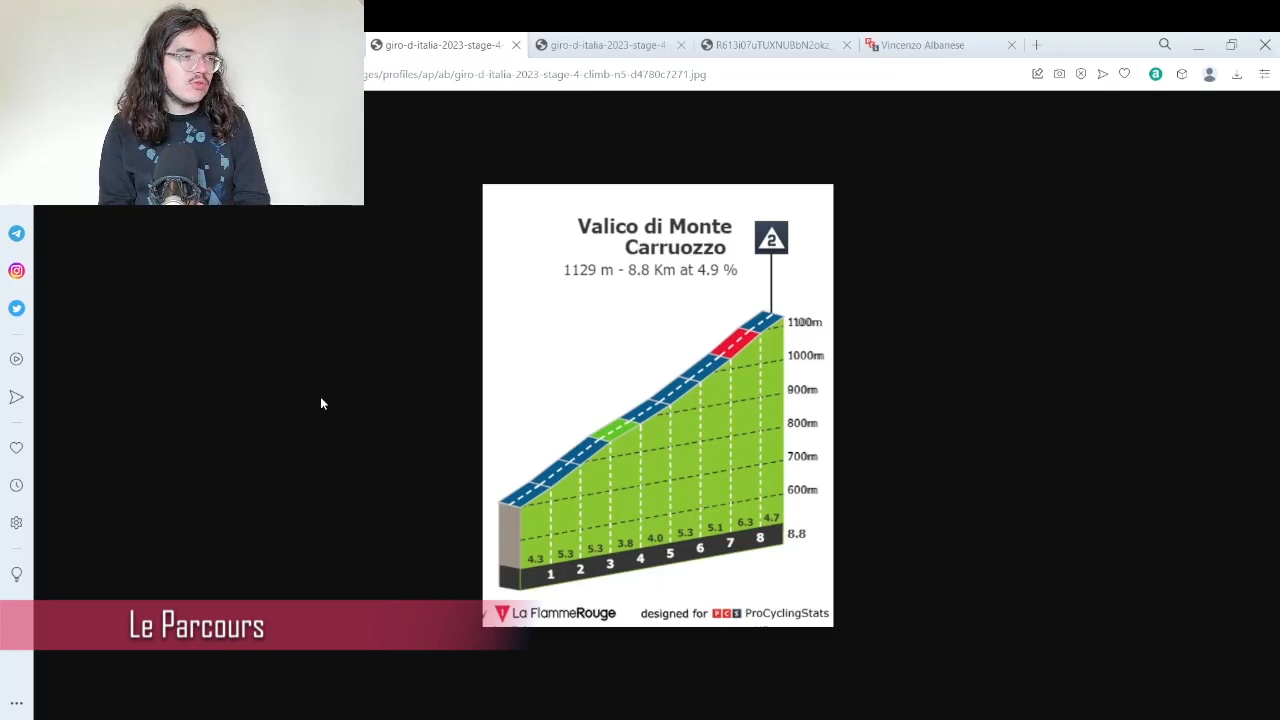 giro-d-italia-2023-stage-4-
giro-d-italia-2023-stage-4
R613i07uTUXNUBbN2okz_
Vincenzo Albanese
ges/profiles/ap/ab/giro-d-italia-2023-stage-4-climb-n5-d4780c7271.jpg
Valico di Monte
Carruozzo
2
1129 m - 8.8 Km at 4.9 %
1100m
1000m
900m
800m
700m
600m
4.3 5.3 5.3 3.8 4.0 5.3 5.1 6.3 4.7
1 2 3 4 5 6 7 8 8.8
La FlammeRouge designed for PCS ProCyclingStats
Le Parcours